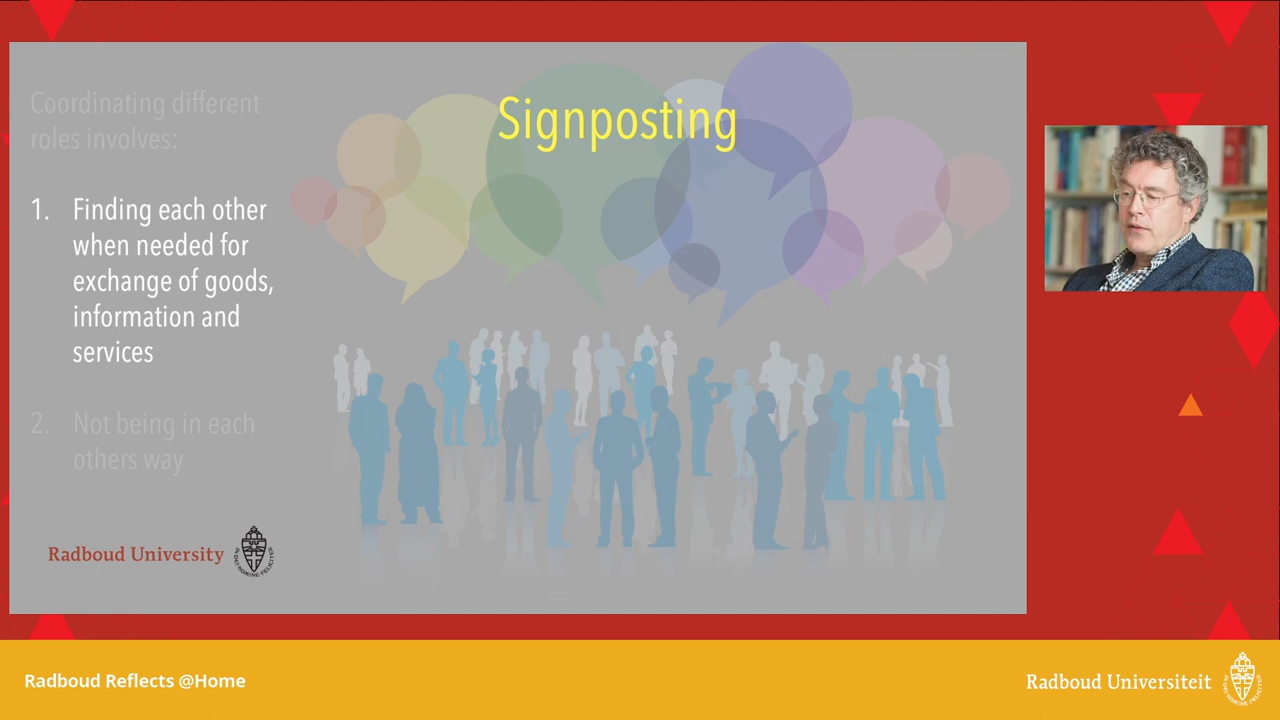 Signposting
Coordinating different
roles involves:
1. Finding each other
when needed for
exchange of goods,
information and
services
2. Not being in each
others way
Radboud University
Radboud Reflects @Home
Radboud Universiteit